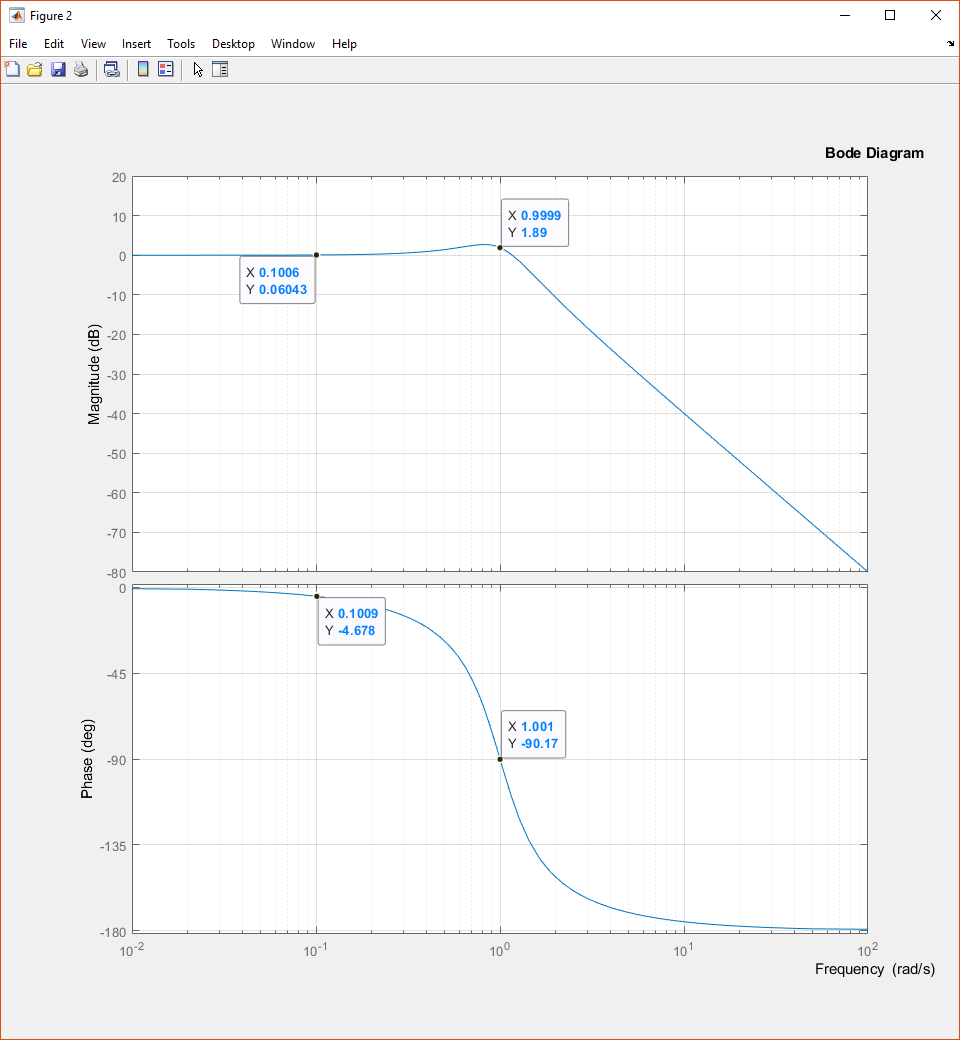 Figure 2
File Edit View Insert Tools Desktop Window Help
Bode Diagram
Magnitude (dB)
20
10
0
-10
-20
-30
-40
-50
-60
-70
-80
X 0.1006
Y 0.06043
X 0.9999
Y 1.89
Phase (deg)
0
-45
-90
-135
-180
X 0.1009
Y -4.678
X 1.001
Y -90.17
10^-2 10^-1 10^0 10^1 10^2
Frequency (rad/s)